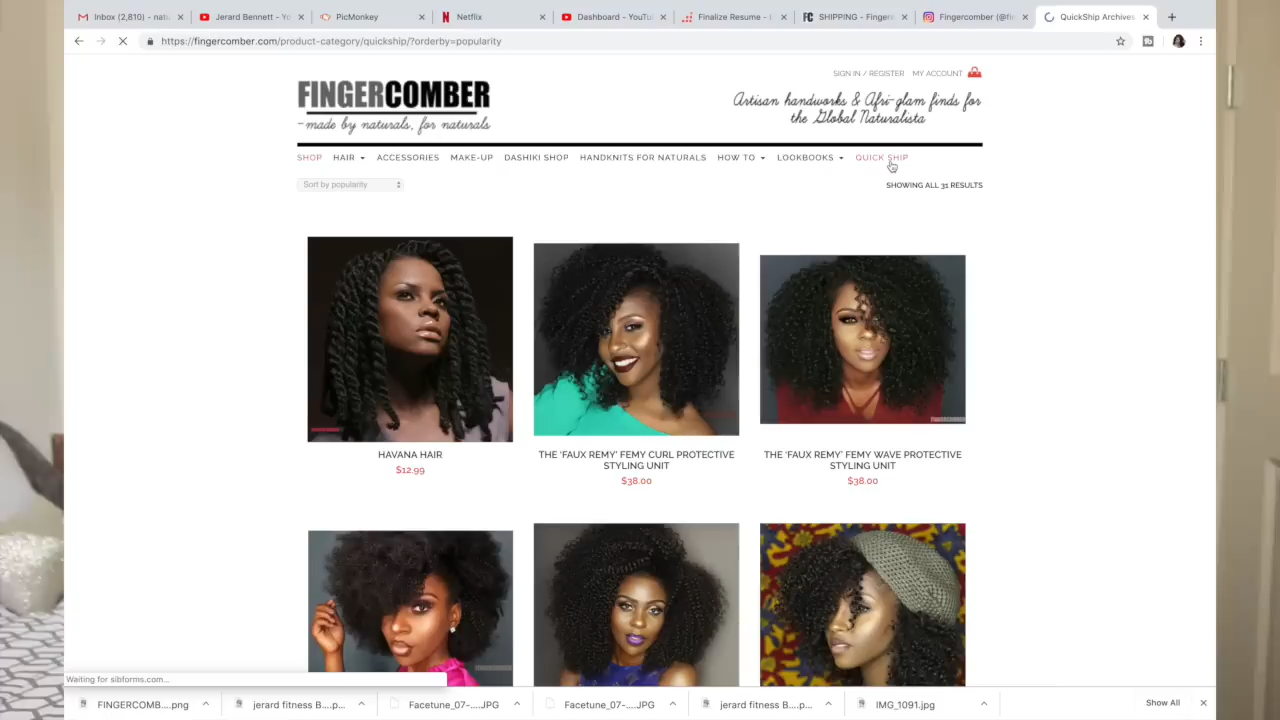 Inbox (2,810) - nat
Jerard Bennett - Yo
PicMonkey
Netflix
Dashboard - YouTu
Finalize Resume -
SHIPPING - Finger
Fingercomber (@fin
QuickShip Archives
https://fingercomber.com/product-category/quickship/?orderby=popularity
SIGN IN / REGISTER MY ACCOUNT
FINGERCOMBER
-made by naturals, for naturals
Artisan handworks & Afri-glam finds for
the Global Naturalista
SHOP HAIR ACCESSORIES MAKE-UP DASHIKI SHOP HANDKNITS FOR NATURALS HOW TO LOOKBOOKS QUICK SHIP
Sort by popularity
SHOWING ALL 31 RESULTS
FINGERCOMBER
HAVANA HAIR
$12.99
THE 'FAUX REMY' FEMY CURL PROTECTIVE
STYLING UNIT
$38.00
THE 'FAUX REMY' FEMY WAVE PROTECTIVE
STYLING UNIT
$38.00
FINGERCOMBER
Waiting for sibforms.com...
FINGERCOMB....png
jerard fitness B....p...
Facetune_07-....JPG
Facetune_07-....JPG
jerard fitness B....p...
IMG_1091.jpg
Show All